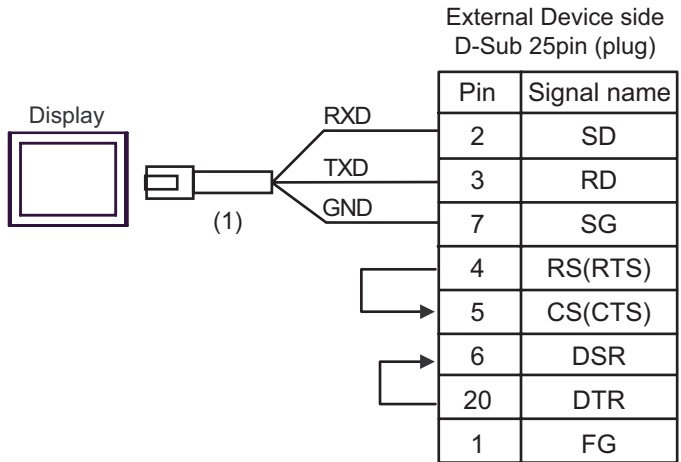 External Device side
D-Sub 25pin (plug)
Pin Signal name
Display
RXD
2 SD
TXD
3 RD
GND
7 SG
(1)
4 RS(RTS)
5 CS(CTS)
6 DSR
20 DTR
1 FG